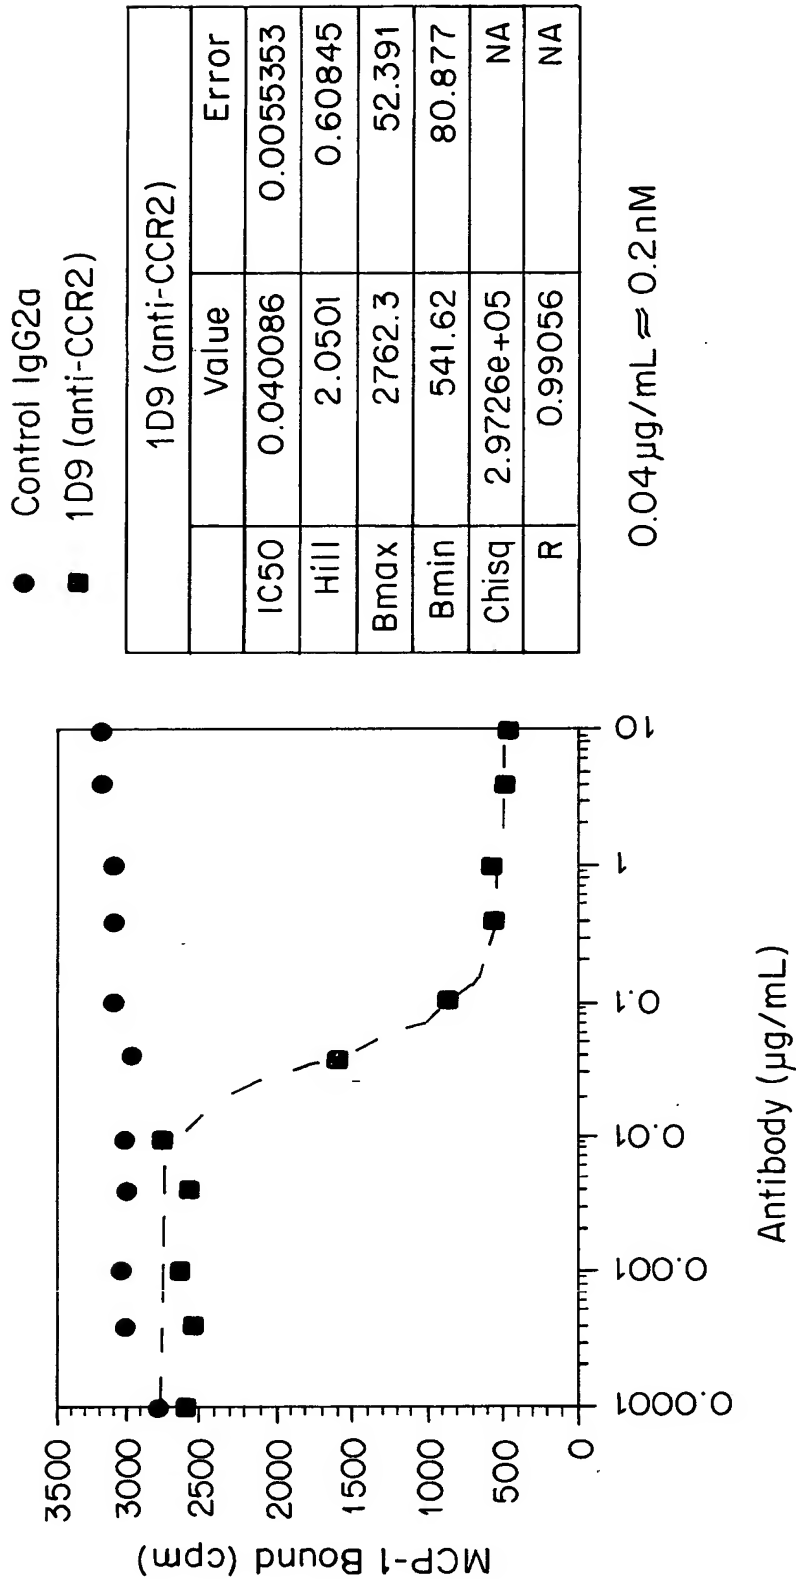 Control IgG2a
1D9 (anti-CCR2)
1D9 (anti-CCR2)
Value Error
IC50 0.040086 0.0055353
Hill 2.0501 0.60845
Bmax 2762.3 52.391
Bmin 541.62 80.877
Chisq 2.9726e+05 NA
R 0.99056 NA
0.04µg/mL ≈ 0.2nM
MCP-1 Bound (cpm)
3500
3000
2500
2000
1500
1000
500
0
0.0001 0.001 0.01 0.1 1 10
Antibody (µg/mL)